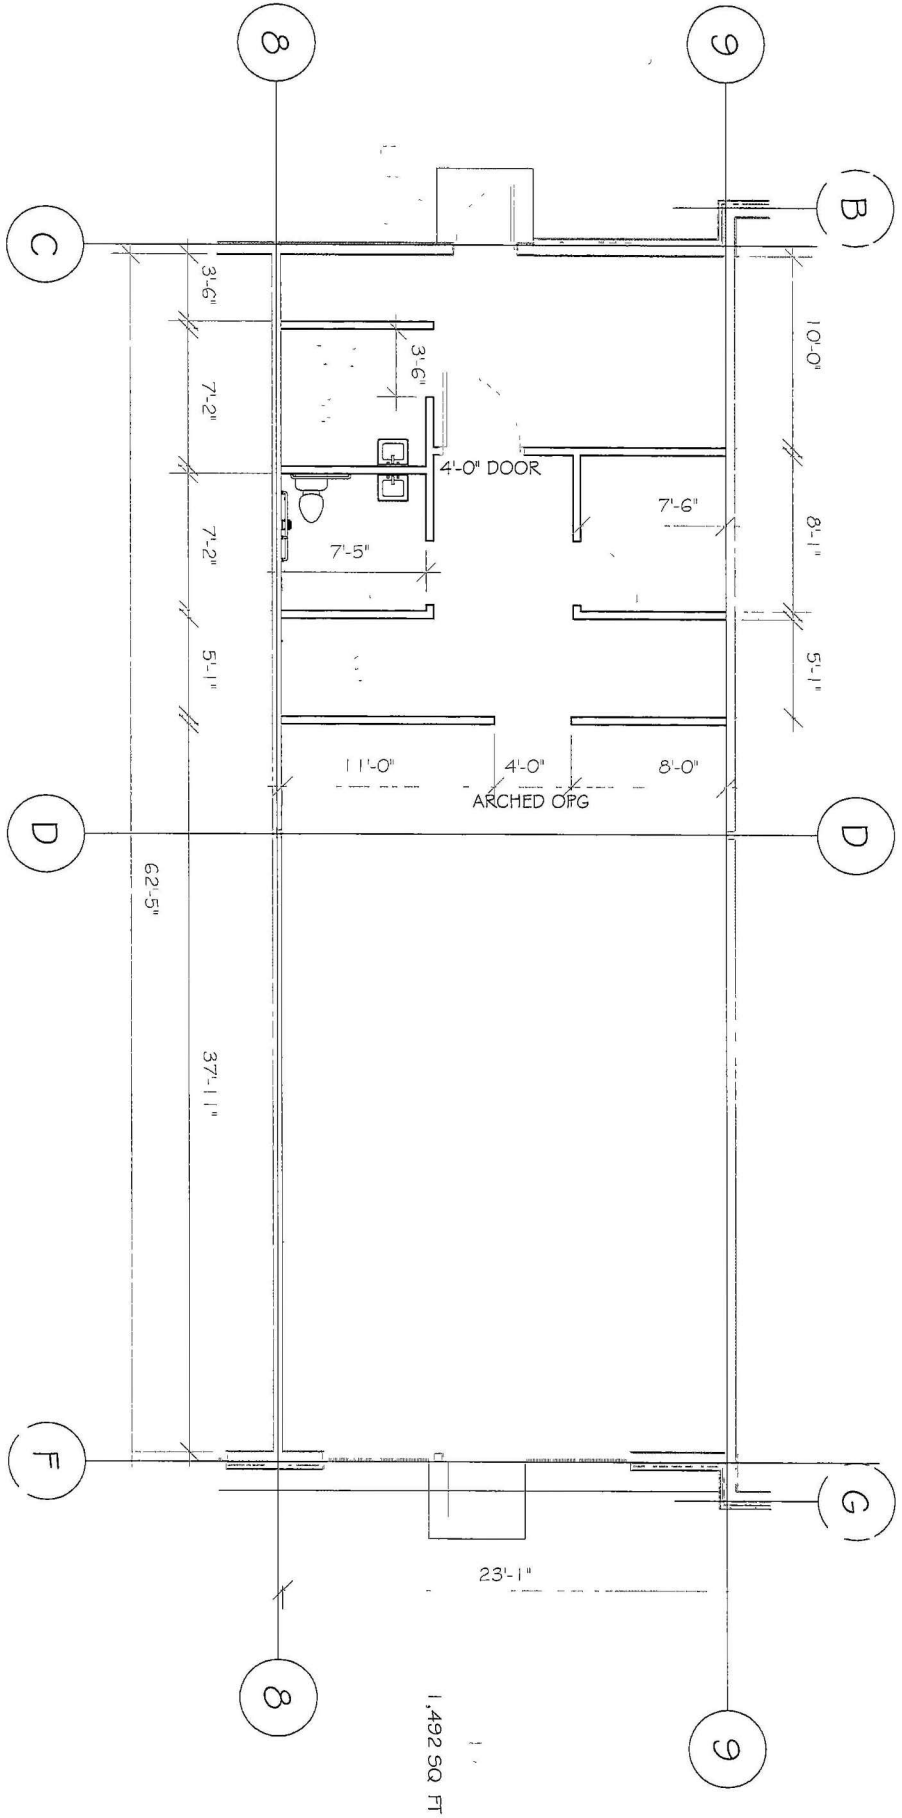 8
9
B
C
3'-6"
10'-0"
3'-6"
7'-2"
4'-0" DOOR
7'-6"
8'-1"
7'-5"
7'-2"
5'-1"
5'-1"
11'-0"
4'-0"
8'-0"
ARCHED OPG
D
D
62'-5"
37'-11"
F
G
23'-1"
8
9
1,492 SQ FT